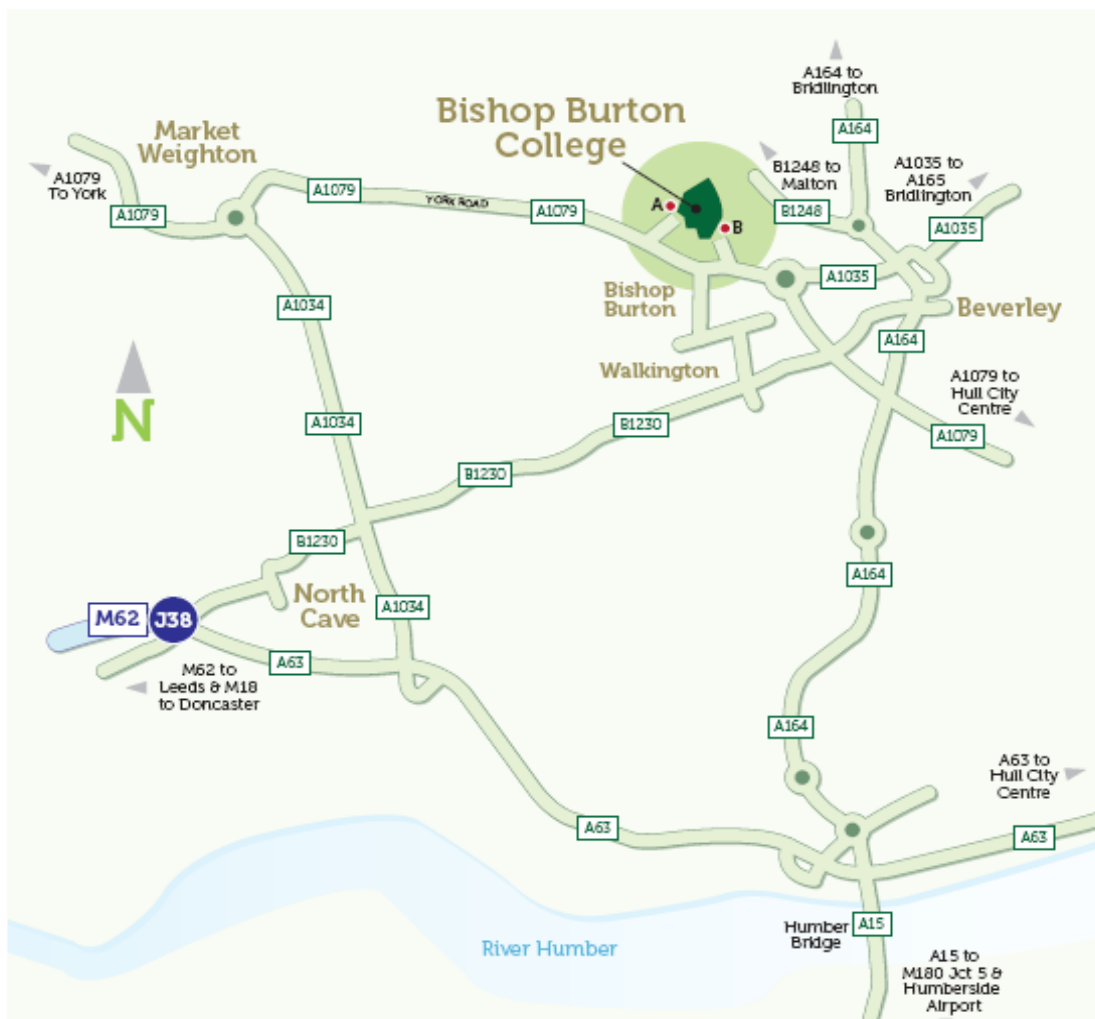 A164 to
Bridlington
Bishop Burton
College
Market
Weighton
A164
A1035 to
A165
Bridlington
B1248 to
Malton
A1079
To York
A1079
A1079
YORK ROAD
A1079
A
B
B1248
A1035
A1035
Bishop
Burton
Beverley
A1034
A164
Walkington
N
A1079 to
Hull City
Centre
A1034
B1230
A1079
B1230
B1230
A164
North
Cave
A1034
M62
J38
A63
M62 to
Leeds & M18
to Doncaster
A164
A63 to
Hull City
Centre
A63
A63
Humber
Bridge
A15
River Humber
A15 to
M180 Jct 5 &
Humberside
Airport